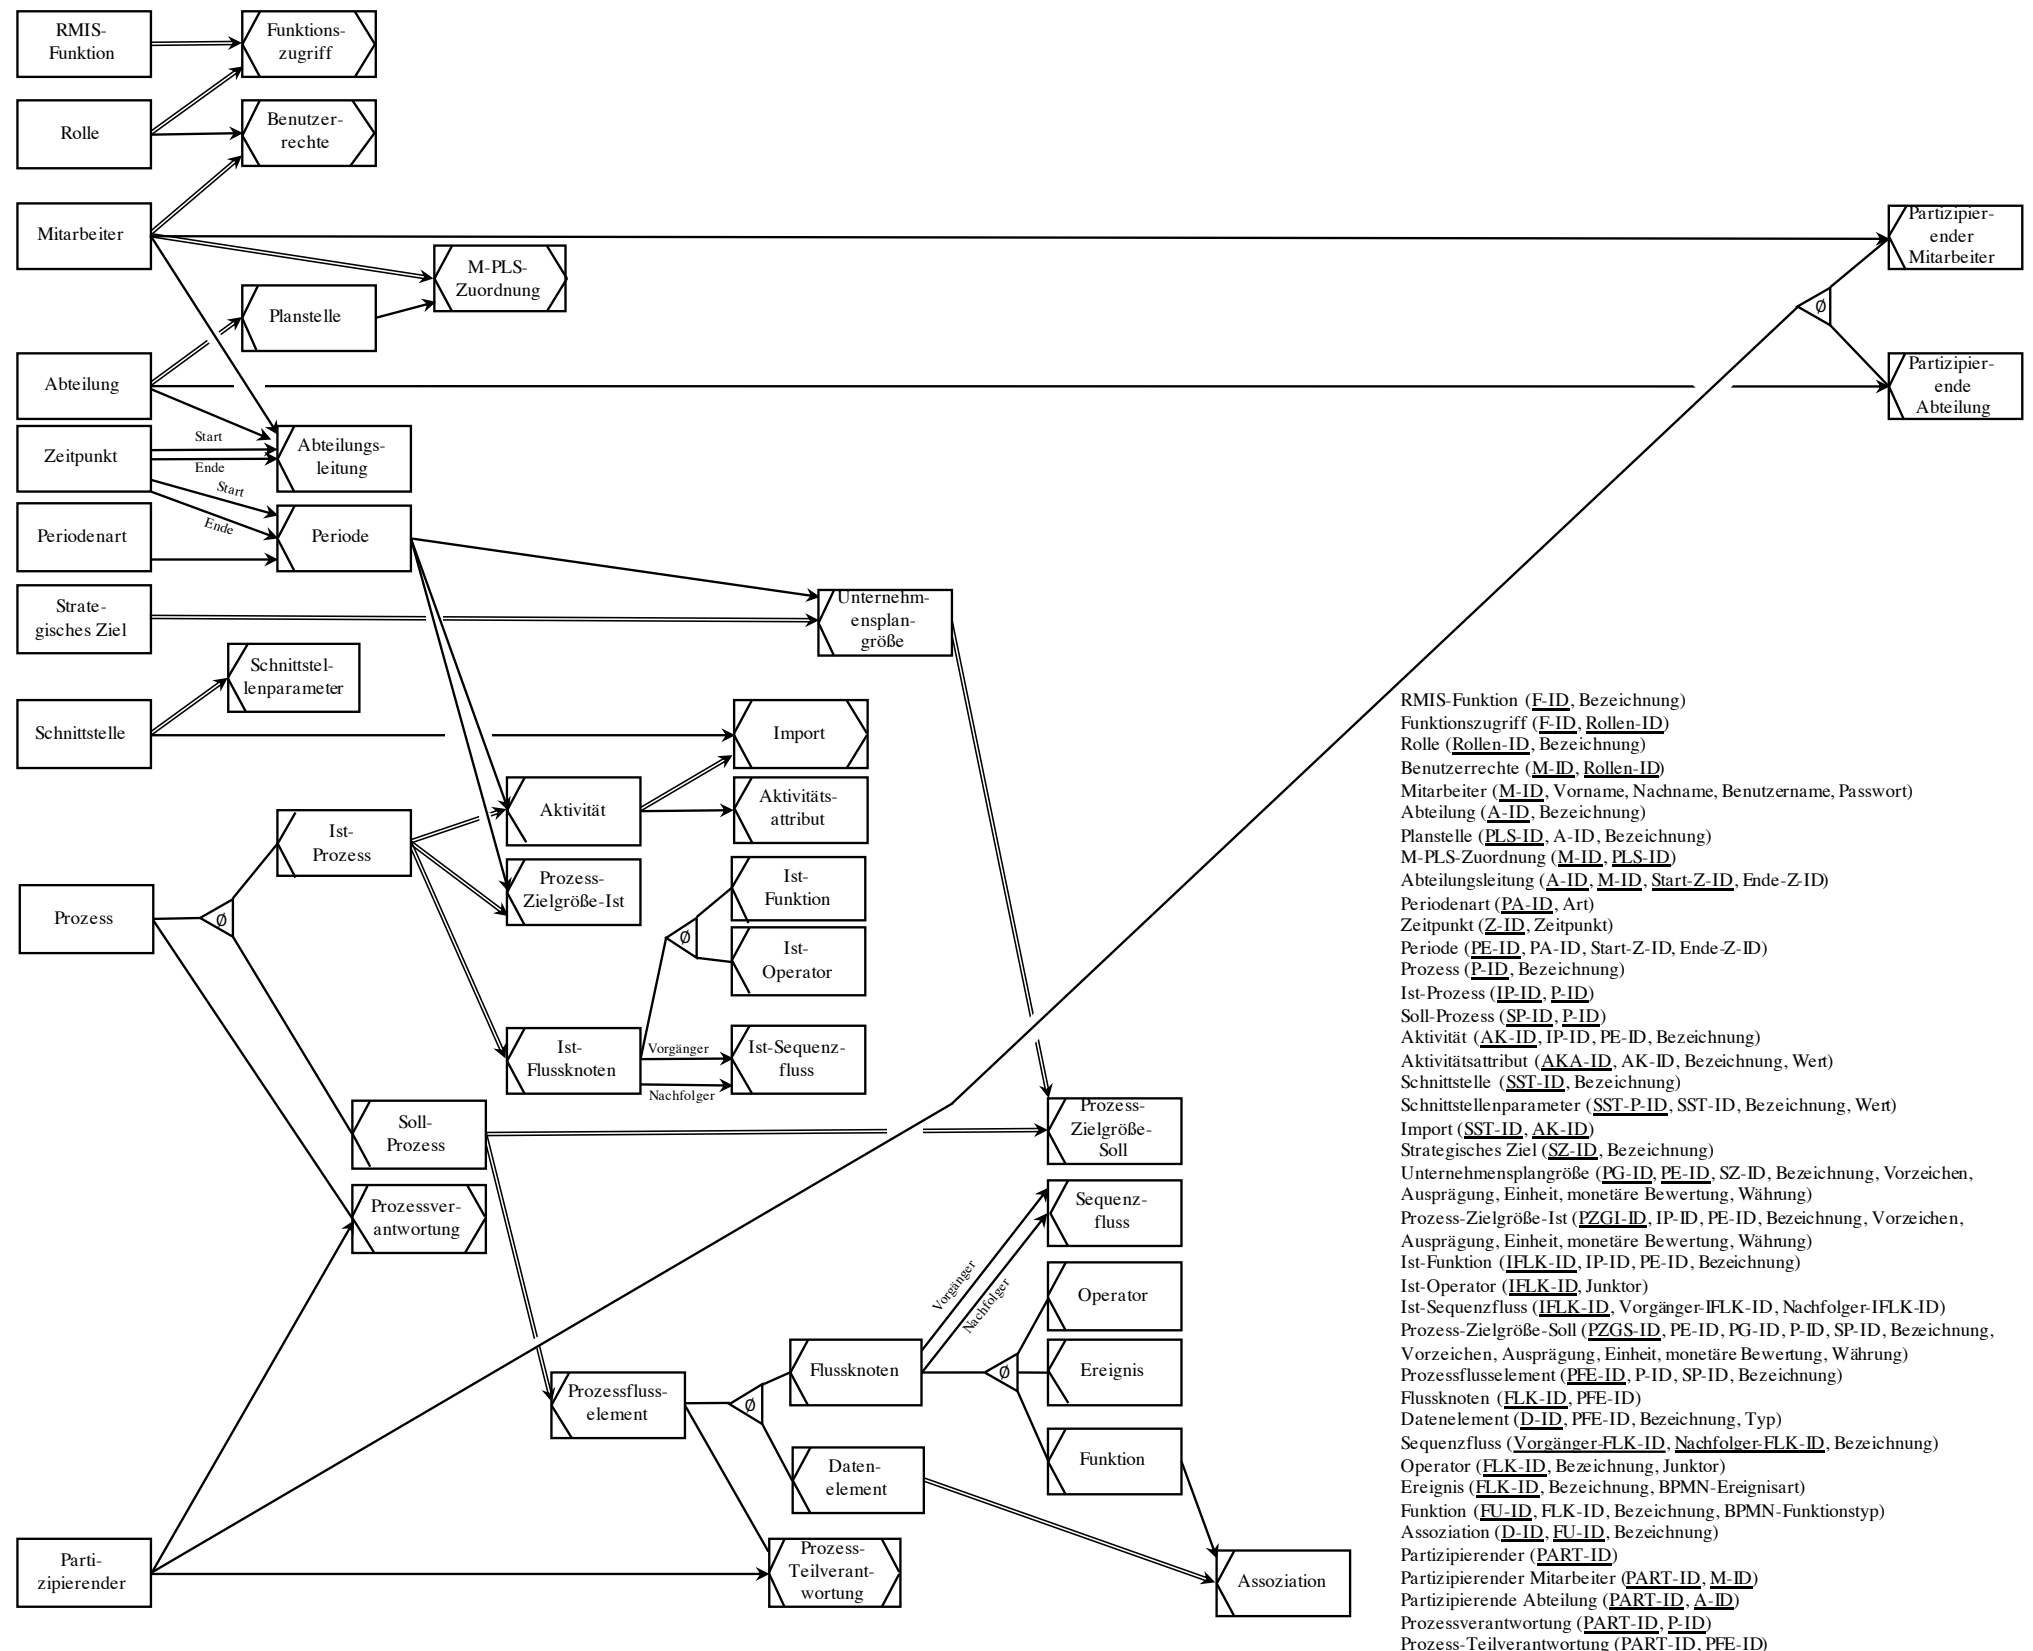 RMIS-
Funktion
Funktions-
zugriff
Rolle
Benutzer-
rechte
Mitarbeiter
M-PLS-
Zuordnung
Partizipier-
ender
Mitarbeiter
Planstelle
Ø
Abteilung
Partizipier-
ende
Abteilung
Zeitpunkt
Start
Ende
Abteilungs-
leitung
Start
Ende
Periodenart
Periode
Strate-
gisches Ziel
Unternehm-
ensplan-
größe
Schnittstel-
lenparameter
Schnittstelle
Import
Aktivität
Aktivitäts-
attribut
Ist-
Prozess
Prozess-
Zielgröße-Ist
Ist-
Funktion
Prozess
Ø
Ø
Ist-
Operator
Ist-
Flussknoten
Vorgänger
Nachfolger
Ist-Sequenz-
fluss
Soll-
Prozess
Prozess-
Zielgröße-
Soll
Prozessver-
antwortung
Sequenz-
fluss
Vorgänger
Nachfolger
Operator
Flussknoten
Ø
Ereignis
Prozessfluss-
element
Ø
Daten-
element
Funktion
Parti-
zipierender
Prozess-
Teilverant-
wortung
Assoziation
RMIS-Funktion (F-ID, Bezeichnung)
Funktionszugriff (F-ID, Rollen-ID)
Rolle (Rollen-ID, Bezeichnung)
Benutzerrechte (M-ID, Rollen-ID)
Mitarbeiter (M-ID, Vorname, Nachname, Benutzername, Passwort)
Abteilung (A-ID, Bezeichnung)
Planstelle (PLS-ID, A-ID, Bezeichnung)
M-PLS-Zuordnung (M-ID, PLS-ID)
Abteilungsleitung (A-ID, M-ID, Start-Z-ID, Ende-Z-ID)
Periodenart (PA-ID, Art)
Zeitpunkt (Z-ID, Zeitpunkt)
Periode (PE-ID, PA-ID, Start-Z-ID, Ende-Z-ID)
Prozess (P-ID, Bezeichnung)
Ist-Prozess (IP-ID, P-ID)
Soll-Prozess (SP-ID, P-ID)
Aktivität (AK-ID, IP-ID, PE-ID, Bezeichnung)
Aktivitätsattribut (AKA-ID, AK-ID, Bezeichnung, Wert)
Schnittstelle (SST-ID, Bezeichnung)
Schnittstellenparameter (SST-P-ID, SST-ID, Bezeichnung, Wert)
Import (SST-ID, AK-ID)
Strategisches Ziel (SZ-ID, Bezeichnung)
Unternehmensplangröße (PG-ID, PE-ID, SZ-ID, Bezeichnung, Vorzeichen,
Ausprägung, Einheit, monetäre Bewertung, Währung)
Prozess-Zielgröße-Ist (PZGI-ID, IP-ID, PE-ID, Bezeichnung, Vorzeichen,
Ausprägung, Einheit, monetäre Bewertung, Währung)
Ist-Funktion (IFLK-ID, IP-ID, PE-ID, Bezeichnung)
Ist-Operator (IFLK-ID, Junktor)
Ist-Sequenzfluss (IFLK-ID, Vorgänger-IFLK-ID, Nachfolger-IFLK-ID)
Prozess-Zielgröße-Soll (PZGS-ID, PE-ID, PG-ID, P-ID, SP-ID, Bezeichnung,
Vorzeichen, Ausprägung, Einheit, monetäre Bewertung, Währung)
Prozessflusselement (PFE-ID, P-ID, SP-ID, Bezeichnung)
Flussknoten (FLK-ID, PFE-ID)
Datenelement (D-ID, PFE-ID, Bezeichnung, Typ)
Sequenzfluss (Vorgänger-FLK-ID, Nachfolger-FLK-ID, Bezeichnung)
Operator (FLK-ID, Bezeichnung, Junktor)
Ereignis (FLK-ID, Bezeichnung, BPMN-Ereignisart)
Funktion (FU-ID, FLK-ID, Bezeichnung, BPMN-Funktionstyp)
Assoziation (D-ID, FU-ID, Bezeichnung)
Partizipierender (PART-ID)
Partizipierender Mitarbeiter (PART-ID, M-ID)
Partizipierende Abteilung (PART-ID, A-ID)
Prozessverantwortung (PART-ID, P-ID)
Prozess-Teilverantwortung (PART-ID, PFE-ID)